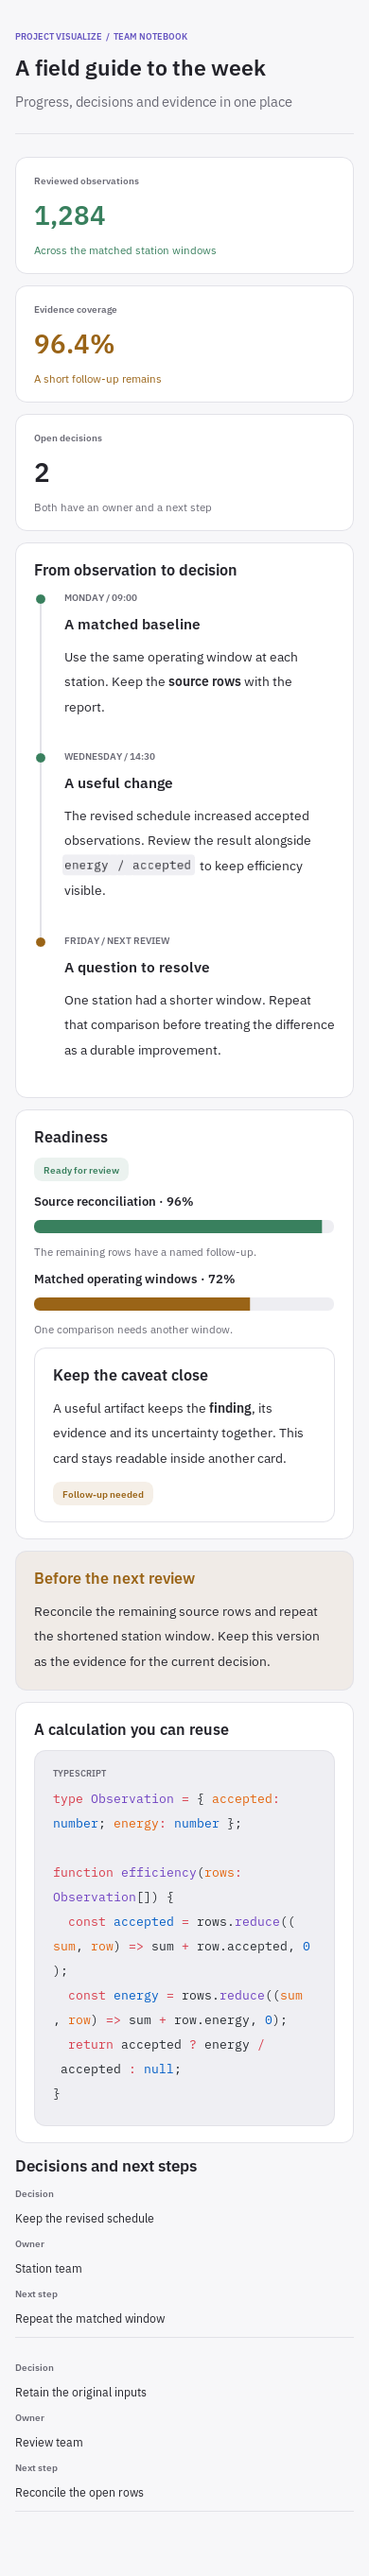 PROJECT VISUALIZE / TEAM NOTEBOOK
A field guide to the week
Progress, decisions and evidence in one place
Reviewed observations
1,284
Across the matched station windows
Evidence coverage
96.4%
A short follow-up remains
Open decisions
2
Both have an owner and a next step
From observation to decision
MONDAY / 09:00
A matched baseline
Use the same operating window at each
station. Keep the source rows with the
report.
WEDNESDAY / 14:30
A useful change
The revised schedule increased accepted
observations. Review the result alongside
energy / accepted to keep efficiency
visible.
FRIDAY / NEXT REVIEW
A question to resolve
One station had a shorter window. Repeat
that comparison before treating the difference
as a durable improvement.
Readiness
Ready for review
Source reconciliation · 96%
The remaining rows have a named follow-up.
Matched operating windows · 72%
One comparison needs another window.
Keep the caveat close
A useful artifact keeps the finding, its
evidence and its uncertainty together. This
card stays readable inside another card.
Follow-up needed
Before the next review
Reconcile the remaining source rows and repeat
the shortened station window. Keep this version
as the evidence for the current decision.
A calculation you can reuse
TYPESCRIPT
type Observation = { accepted:
number; energy: number };
function efficiency(rows:
Observation[]) {
  const accepted = rows.reduce((
sum, row) => sum + row.accepted, 0
);
  const energy = rows.reduce((sum
, row) => sum + row.energy, 0);
  return accepted ? energy /
 accepted : null;
}
Decisions and next steps
Decision
Keep the revised schedule
Owner
Station team
Next step
Repeat the matched window
Decision
Retain the original inputs
Owner
Review team
Next step
Reconcile the open rows